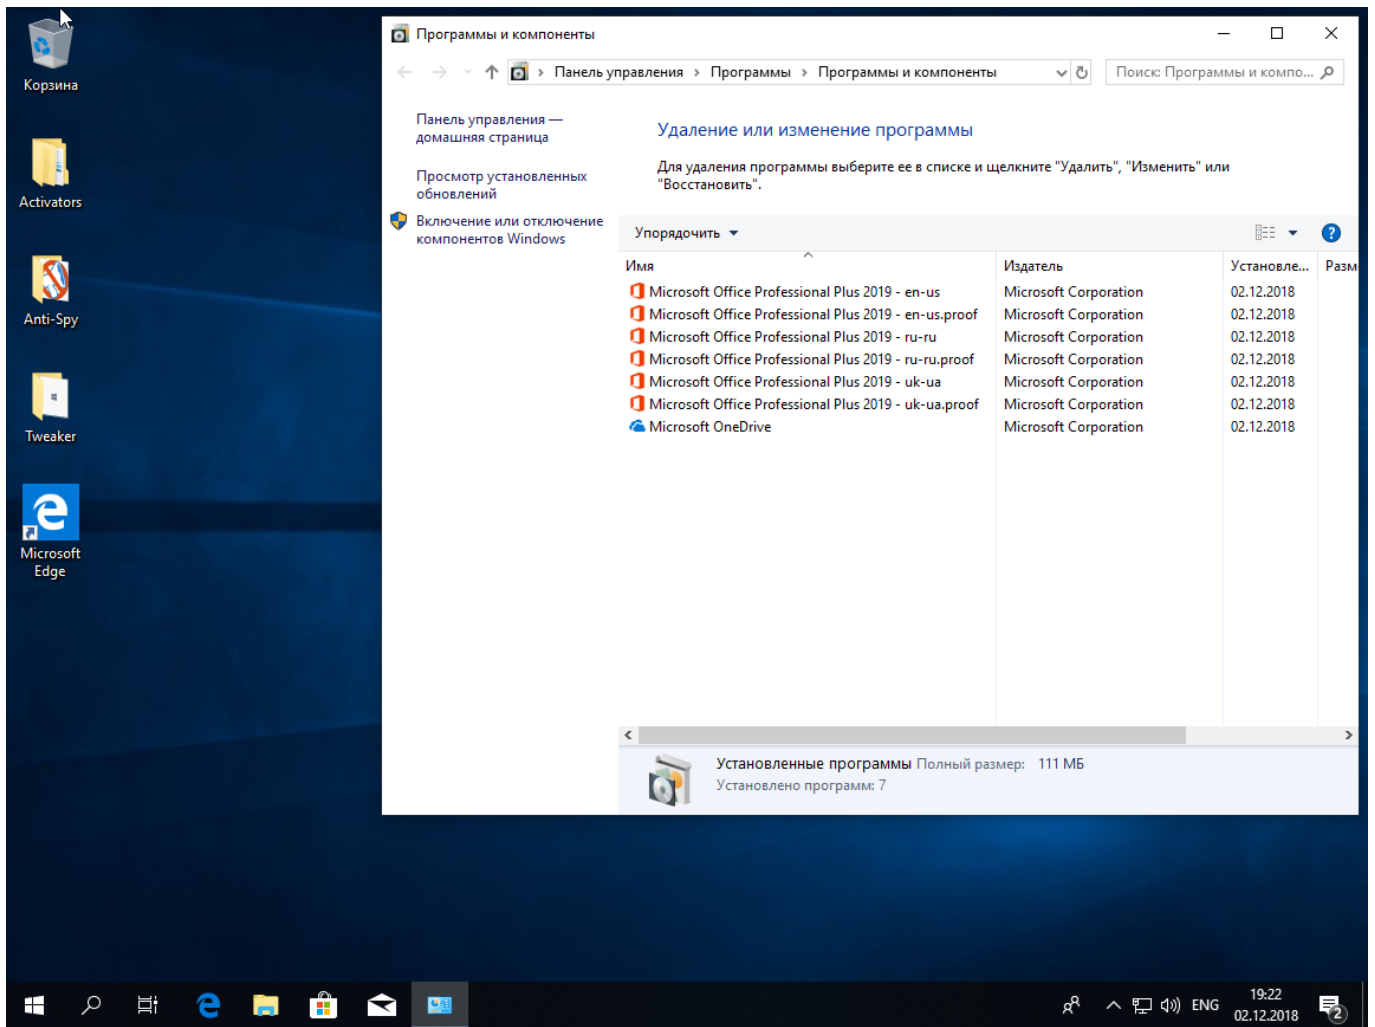 Корзина
Activators
Anti-Spy
Tweaker
Microsoft
Edge
Программы и компоненты
Панель управления › Программы › Программы и компоненты
Поиск: Программы и компо...
Панель управления —
домашняя страница
Просмотр установленных
обновлений
Включение или отключение
компонентов Windows
Удаление или изменение программы
Для удаления программы выберите ее в списке и щелкните "Удалить", "Изменить" или
"Восстановить".
Упорядочить
Имя Издатель Установле... Разм
Microsoft Office Professional Plus 2019 - en-us Microsoft Corporation 02.12.2018
Microsoft Office Professional Plus 2019 - en-us.proof Microsoft Corporation 02.12.2018
Microsoft Office Professional Plus 2019 - ru-ru Microsoft Corporation 02.12.2018
Microsoft Office Professional Plus 2019 - ru-ru.proof Microsoft Corporation 02.12.2018
Microsoft Office Professional Plus 2019 - uk-ua Microsoft Corporation 02.12.2018
Microsoft Office Professional Plus 2019 - uk-ua.proof Microsoft Corporation 02.12.2018
Microsoft OneDrive Microsoft Corporation 02.12.2018
Установленные программы Полный размер: 111 МБ
Установлено программ: 7
ENG
19:22
02.12.2018
2